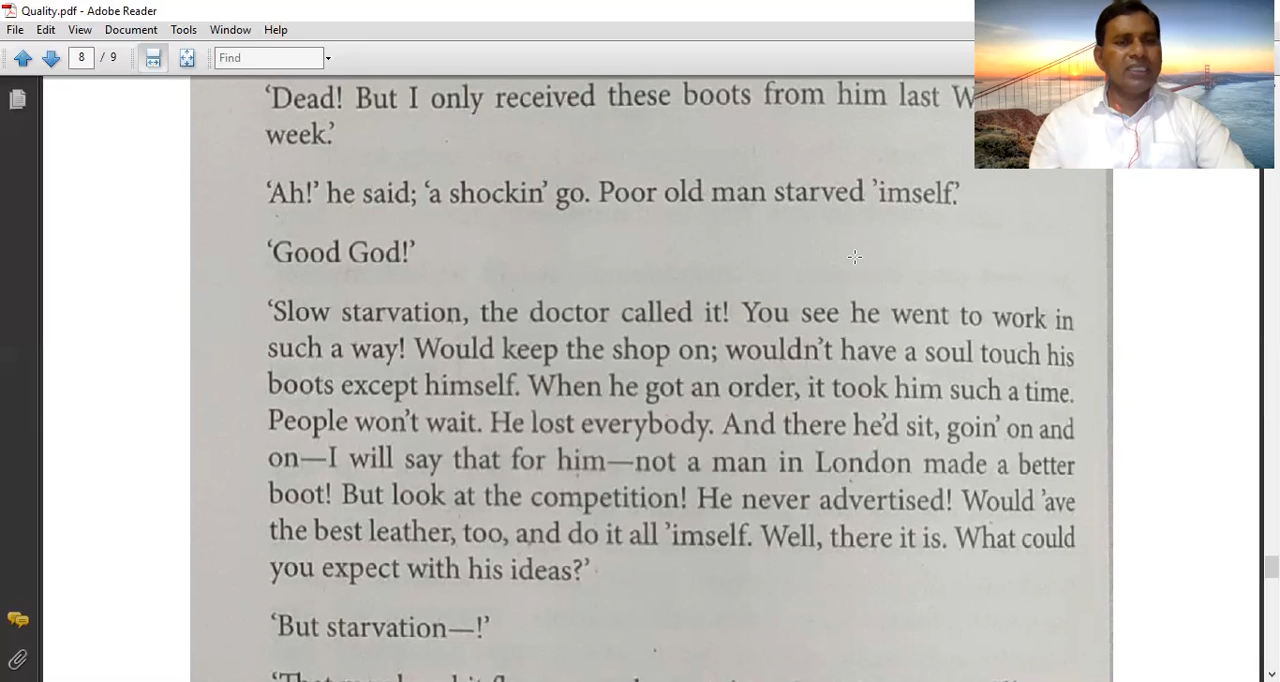 Quality.pdf - Adobe Reader
File Edit View Document Tools Window Help
8 / 9 Find
‘Dead! But I only received these boots from him last
week.’
‘Ah!’ he said; ‘a shockin’ go. Poor old man starved ’imself.’
‘Good God!’
‘Slow starvation, the doctor called it! You see he went to work in
such a way! Would keep the shop on; wouldn’t have a soul touch his
boots except himself. When he got an order, it took him such a time.
People won’t wait. He lost everybody. And there he’d sit, goin’ on and
on—I will say that for him—not a man in London made a better
boot! But look at the competition! He never advertised! Would ’ave
the best leather, too, and do it all ’imself. Well, there it is. What could
you expect with his ideas?’
‘But starvation—!’